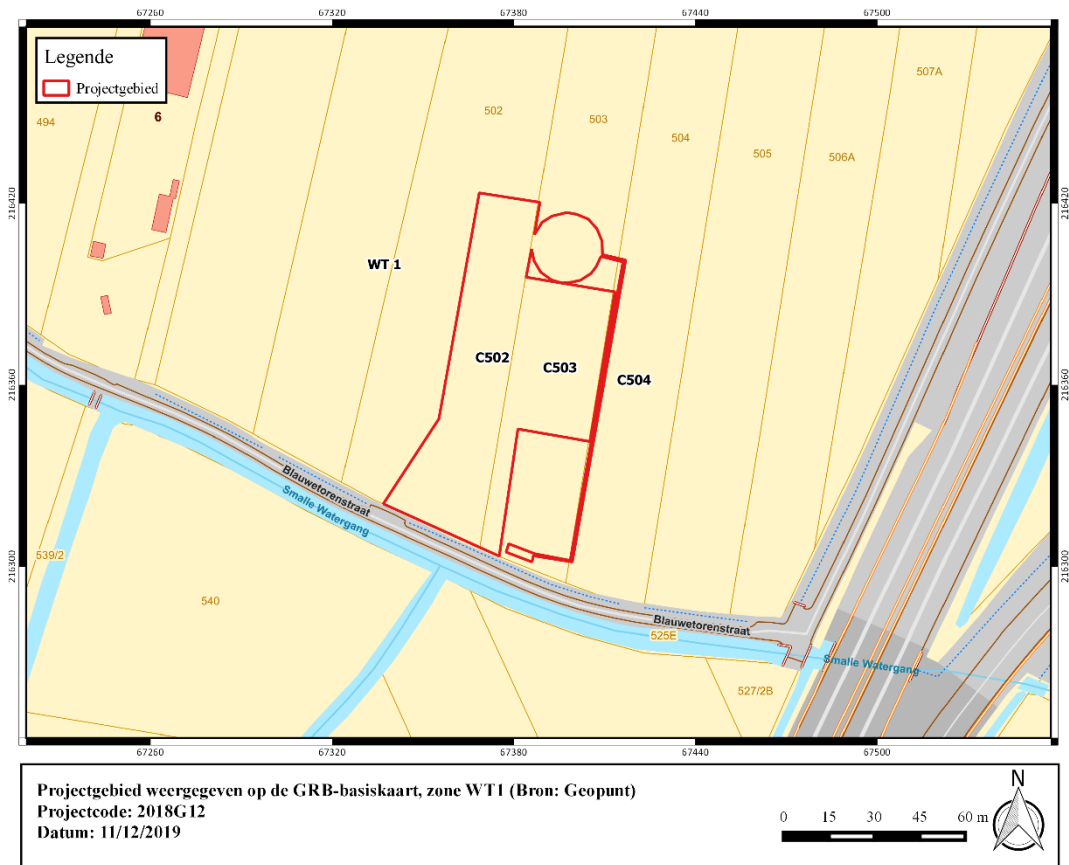 67260 67320 67380 67440 67500
Legende
Projectgebied
507A
494
6
502
503
504
505
506A
216420
216420
WT 1
C502
C503
C504
216360
216360
Blauwetorenstraat
Smalle Watergang
539/2
216300
216300
540
Blauwetorenstraat
525E
Smalle Watergang
527/2B
67260 67320 67380 67440 67500
Projectgebied weergegeven op de GRB-basiskaart, zone WT1 (Bron: Geopunt)
Projectcode: 2018G12
Datum: 11/12/2019
0 15 30 45 60 m
N